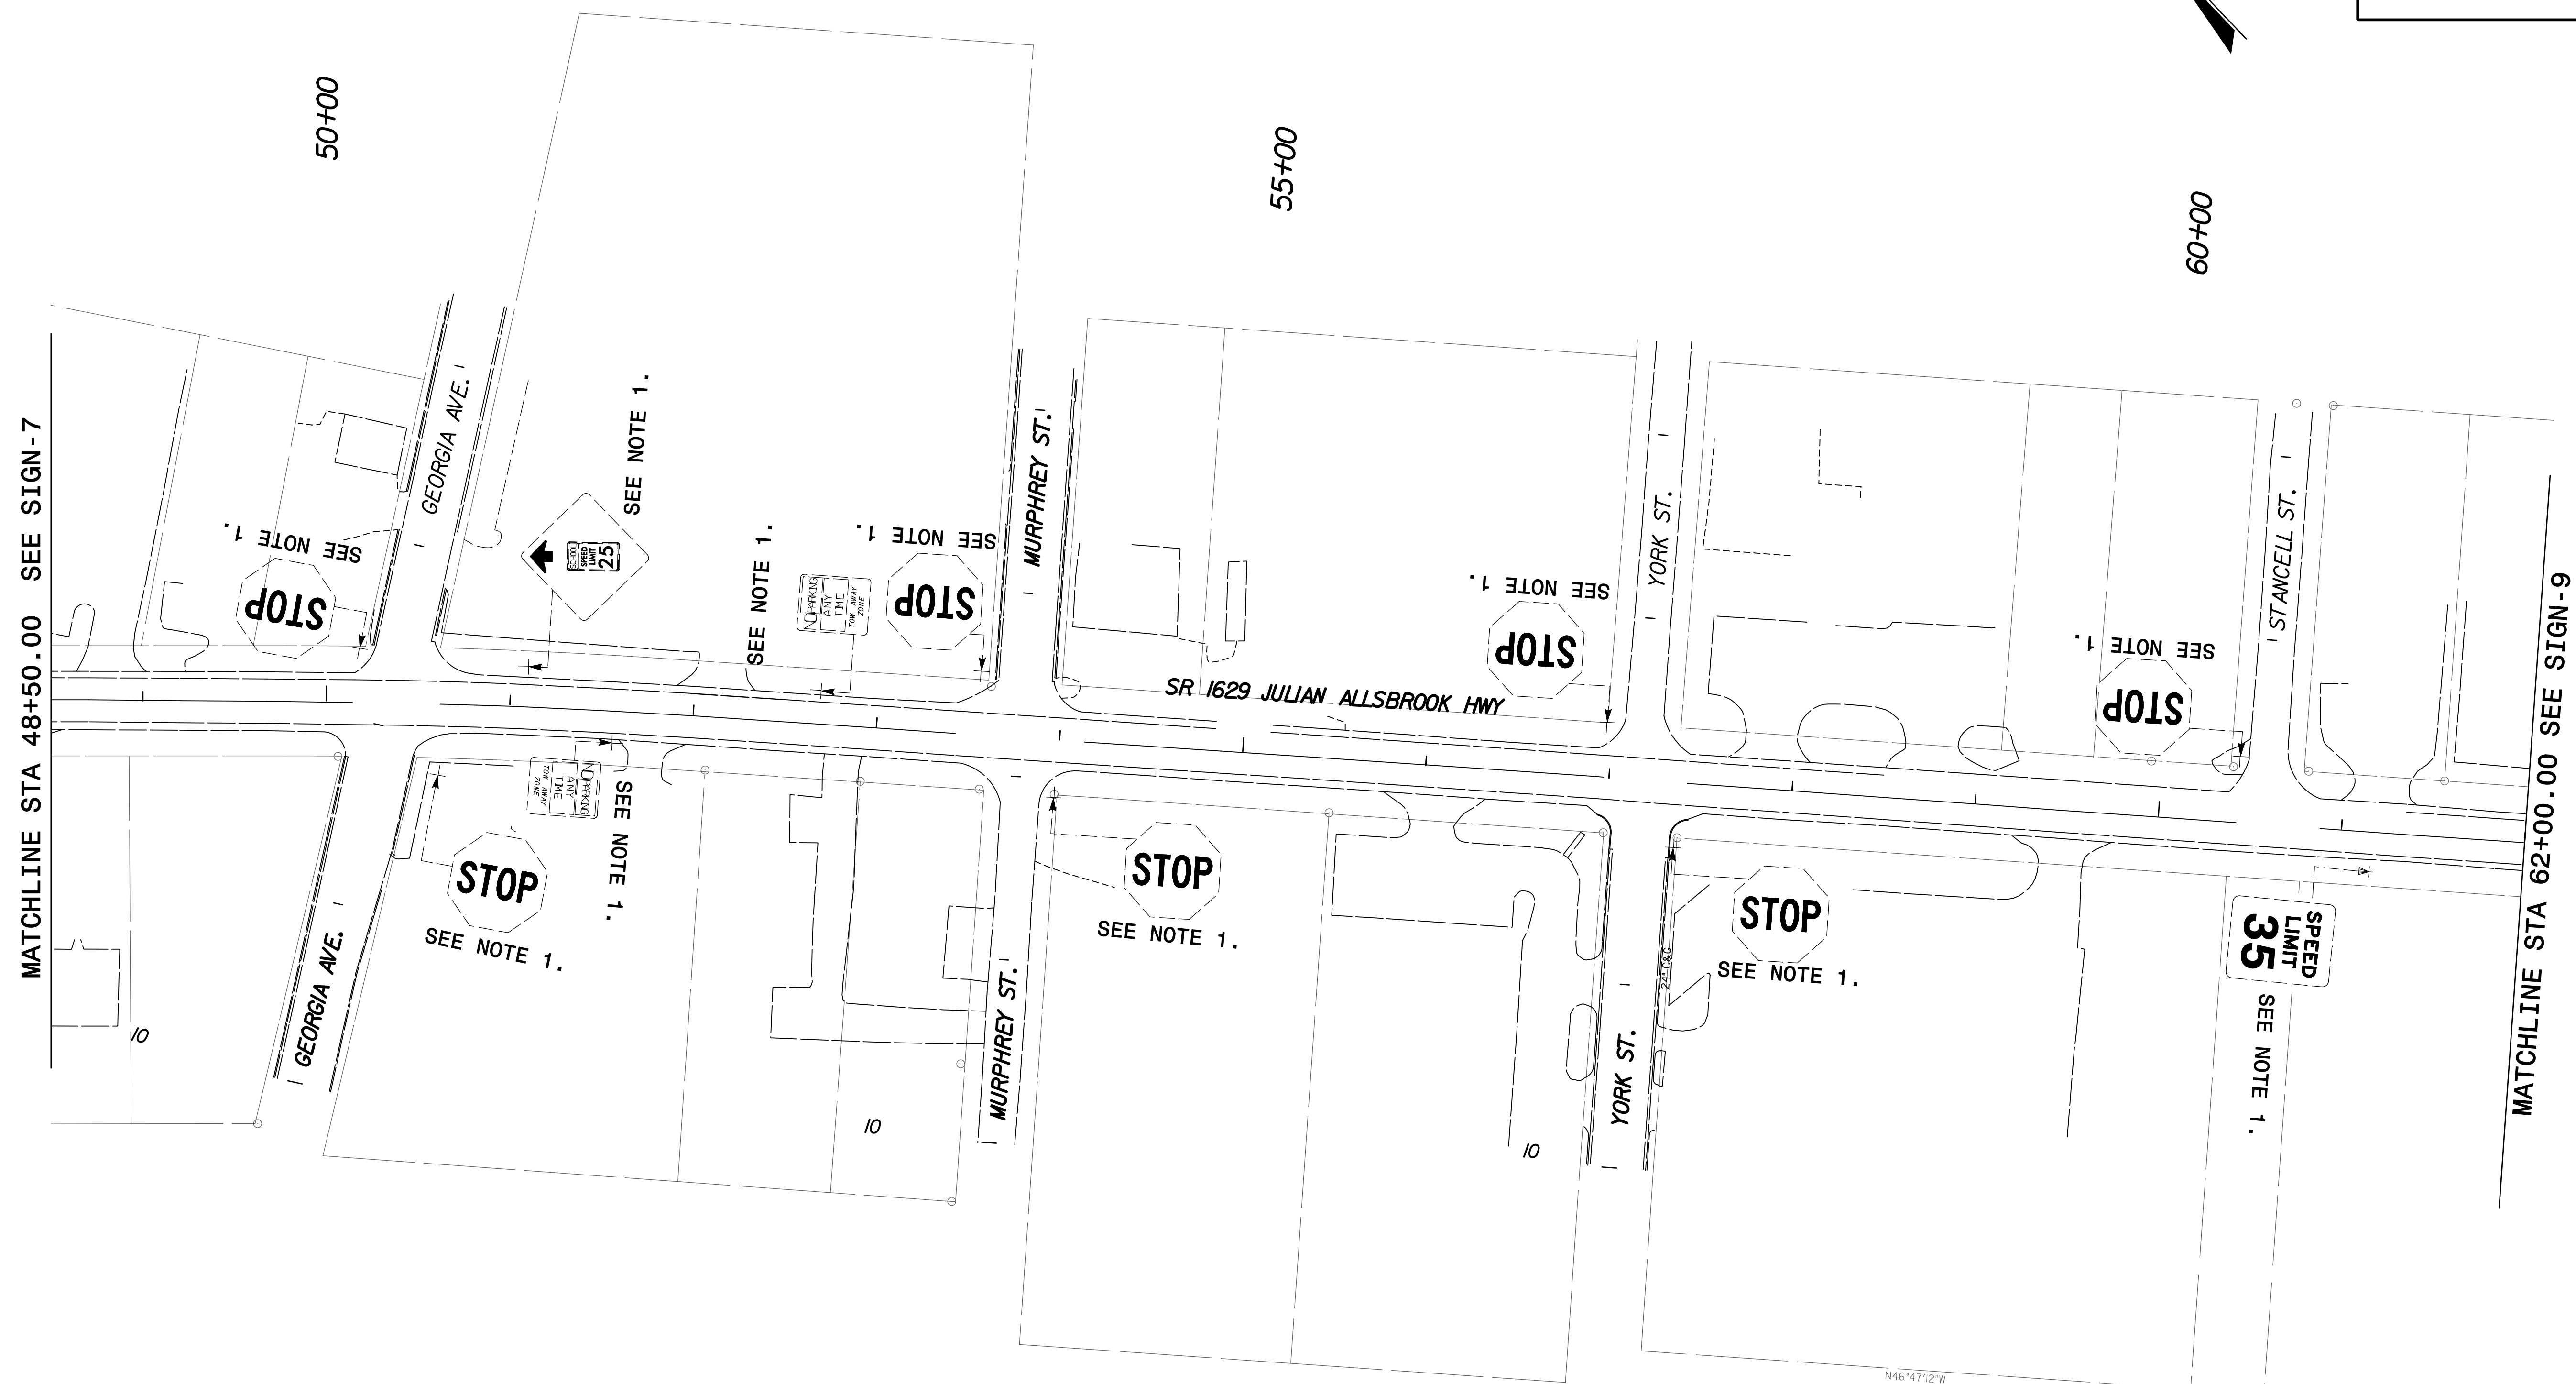 50+00
55+00
60+00
MATCHLINE STA 48+50.00 SEE SIGN-7
GEORGIA AVE.
SEE NOTE 1.
STOP
SEE NOTE 1.
SCHOOL
SPEED
LIMIT
25
SEE NOTE 1.
NO PARKING
ANY
TIME
TOW AWAY
ZONE
SEE NOTE 1.
STOP
MURPHREY ST.
SR 1629 JULIAN ALLSBROOK HWY
SEE NOTE 1.
STOP
YORK ST.
SEE NOTE 1.
STOP
STANCELL ST.
MATCHLINE STA 62+00.00 SEE SIGN-9
NO PARKING
ANY
TIME
TOW AWAY
ZONE
SEE NOTE 1.
STOP
SEE NOTE 1.
GEORGIA AVE.
10
MURPHREY ST.
10
STOP
SEE NOTE 1.
24" C&G
YORK ST.
10
STOP
SEE NOTE 1.
SPEED
LIMIT
35
SEE NOTE 1.
N46°47'12"W